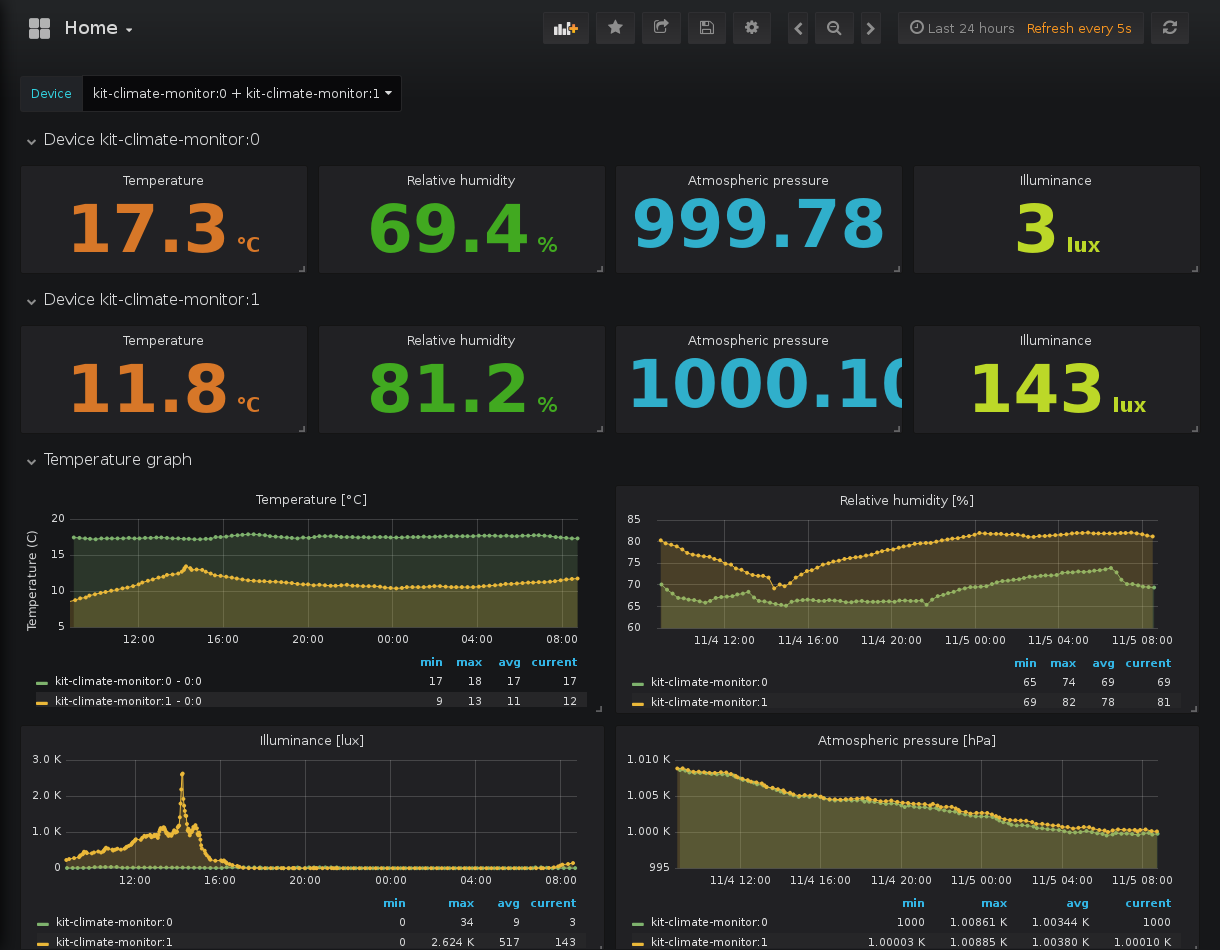 Home
Last 24 hours Refresh every 5s
Device kit-climate-monitor:0 + kit-climate-monitor:1
Device kit-climate-monitor:0
Temperature Relative humidity Atmospheric pressure Illuminance
17.3 °C 69.4 % 999.78 3 lux
Device kit-climate-monitor:1
Temperature Relative humidity Atmospheric pressure Illuminance
11.8 °C 81.2 % 1000.10 143 lux
Temperature graph
Temperature [°C]
Temperature (C)
20
15
10
5
12:00 16:00 20:00 00:00 04:00 08:00
min max avg current
kit-climate-monitor:0 - 0:0 17 18 17 17
kit-climate-monitor:1 - 0:0 9 13 11 12
Relative humidity [%]
85
80
75
70
65
60
11/4 12:00 11/4 16:00 11/4 20:00 11/5 00:00 11/5 04:00 11/5 08:00
min max avg current
kit-climate-monitor:0 65 74 69 69
kit-climate-monitor:1 69 82 78 81
Illuminance [lux]
3.0 K
2.0 K
1.0 K
0
12:00 16:00 20:00 00:00 04:00 08:00
min max avg current
kit-climate-monitor:0 0 34 9 3
kit-climate-monitor:1 0 2.624 K 517 143
Atmospheric pressure [hPa]
1.010 K
1.005 K
1.000 K
995
11/4 12:00 11/4 16:00 11/4 20:00 11/5 00:00 11/5 04:00 11/5 08:00
min max avg current
kit-climate-monitor:0 1000 1.00861 K 1.00344 K 1000
kit-climate-monitor:1 1.00003 K 1.00885 K 1.00380 K 1.00010 K